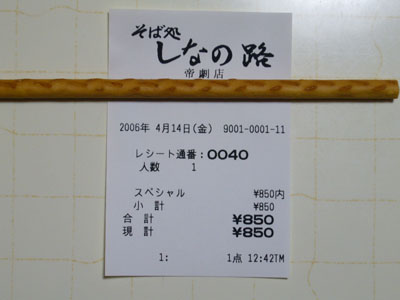 そば処
しなの路
帝劇店
2006年 4月14日(金) 9001-0001-11
レシート通番:0040
人数 1
スペシャル ¥850内
小 計 ¥850
合 計 ¥850
現 計 ¥850
1: 1点 12:42TM